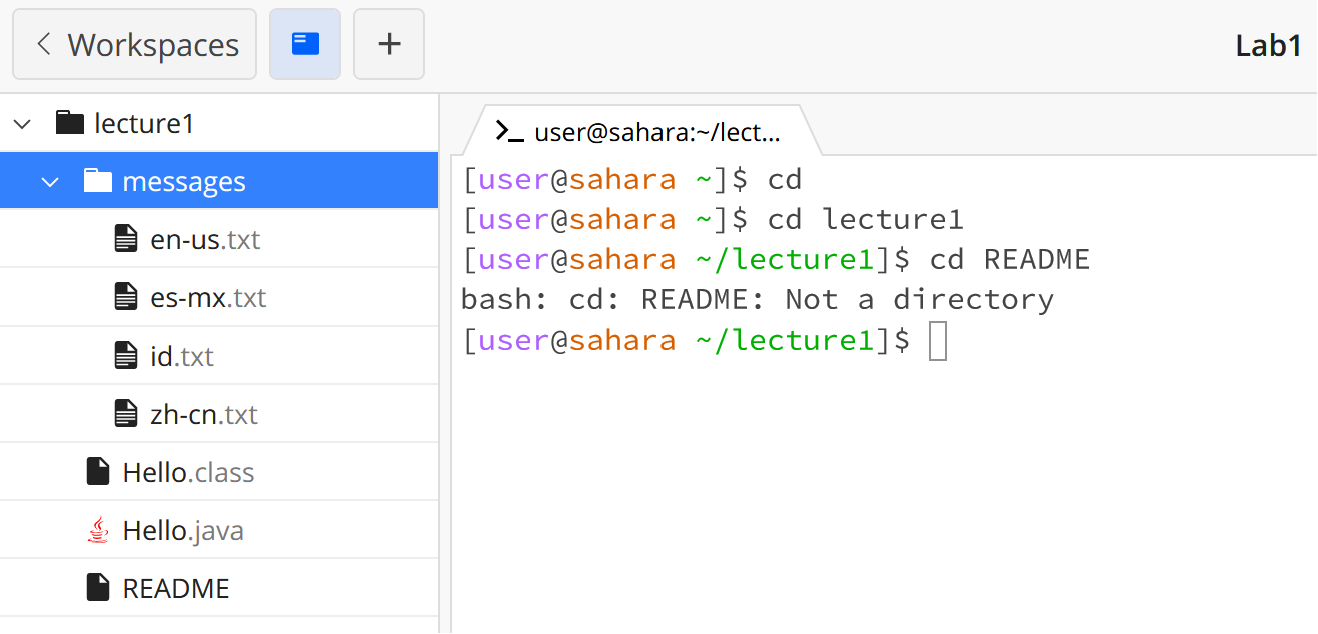 Workspaces
+
Lab1
lecture1
messages
en-us.txt
es-mx.txt
id.txt
zh-cn.txt
Hello.class
Hello.java
README
>_ user@sahara:~/lect...
[user@sahara ~]$ cd
[user@sahara ~]$ cd lecture1
[user@sahara ~/lecture1]$ cd README
bash: cd: README: Not a directory
[user@sahara ~/lecture1]$